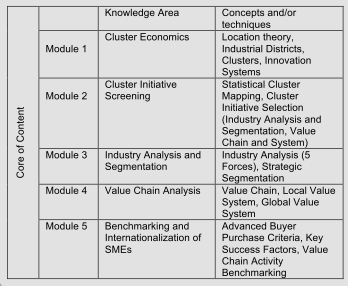 Knowledge Area Concepts and/or
techniques
Core of Content
Module 1 Cluster Economics Location theory,
Industrial Districts,
Clusters, Innovation
Systems
Module 2 Cluster Initiative Statistical Cluster
Screening Mapping, Cluster
Initiative Selection
(Industry Analysis and
Segmentation, Value
Chain and System)
Module 3 Industry Analysis and Industry Analysis (5
Segmentation Forces), Strategic
Segmentation
Module 4 Value Chain Analysis Value Chain, Local Value
System, Global Value
System
Module 5 Benchmarking and Advanced Buyer
Internationalization of Purchase Criteria, Key
SMEs Success Factors, Value
Chain Activity
Benchmarking